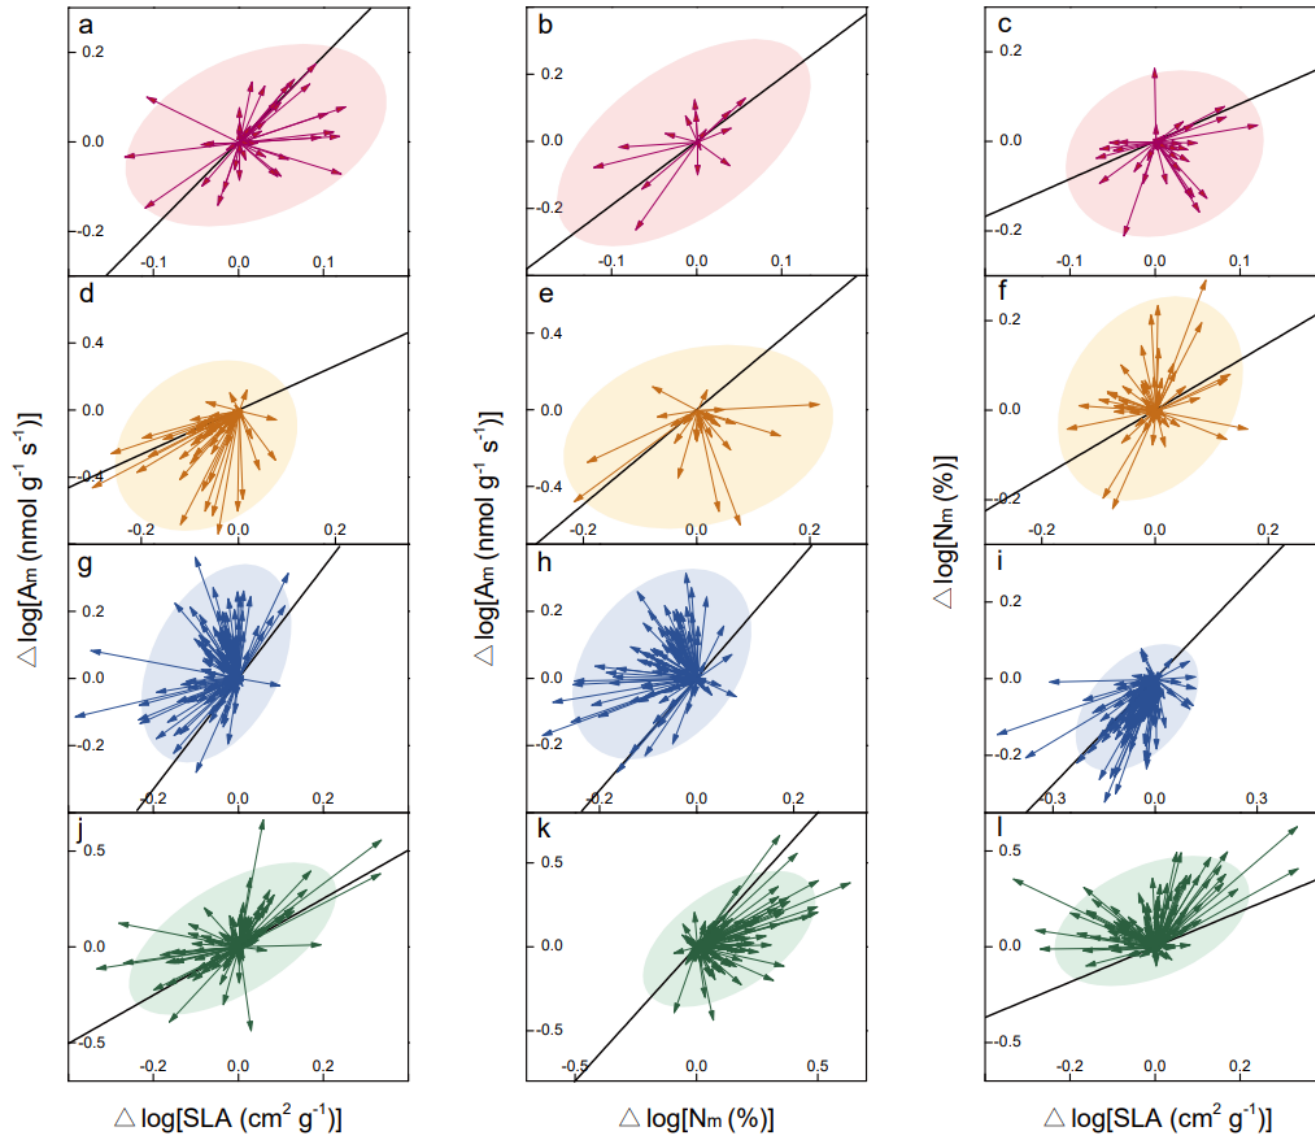 a b c
0.2 0.2 0.2
0.0 0.0 0.0
-0.2 -0.2 -0.2
-0.1 0.0 0.1 -0.1 0.0 0.1 -0.1 0.0 0.1
d e f
0.4 0.4 0.2
0.0 0.0 0.0
-0.4 -0.4 -0.2
-0.2 0.0 0.2 -0.2 0.0 0.2 -0.2 0.0 0.2
g h i
0.2 0.2 0.2
0.0 0.0 0.0
-0.2 -0.2 -0.2
-0.2 0.0 0.2 -0.2 0.0 0.2 -0.3 0.0 0.3
j k l
0.5 0.5 0.5
0.0 0.0 0.0
-0.5 -0.5 -0.5
-0.2 0.0 0.2 -0.5 0.0 0.5 -0.2 0.0 0.2
△ log[Am (nmol g⁻¹ s⁻¹)]
△ log[Am (nmol g⁻¹ s⁻¹)]
△ log[Nm (%)]
△ log[SLA (cm² g⁻¹)] △ log[Nm (%)] △ log[SLA (cm² g⁻¹)]